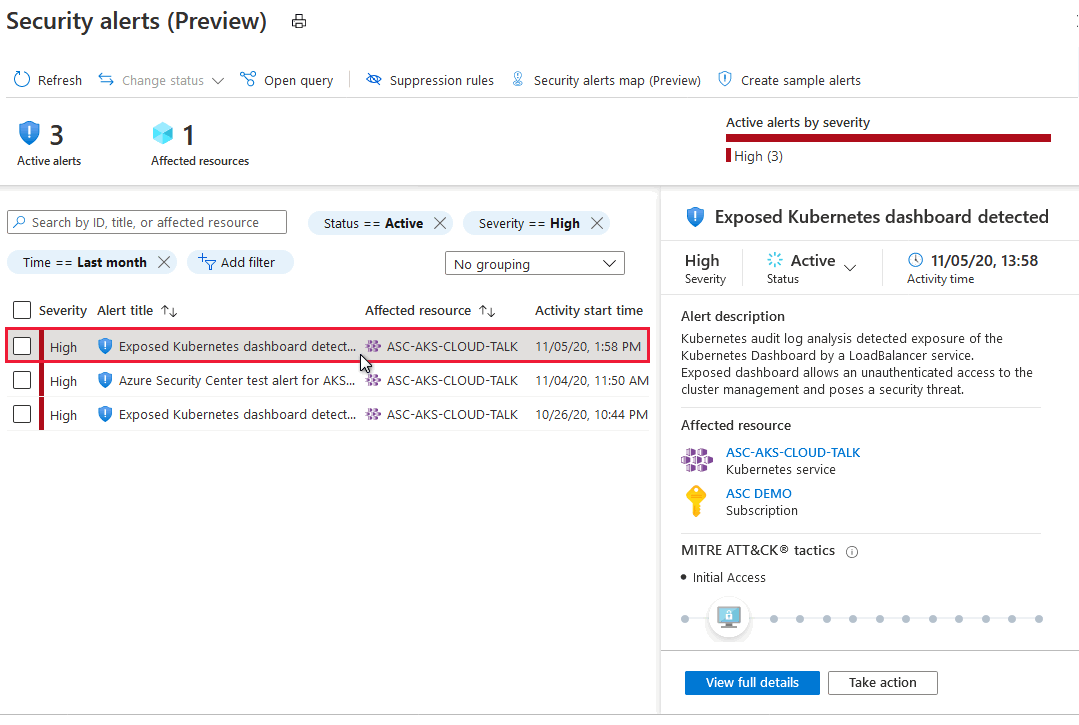 Security alerts (Preview)
Refresh Change status Open query Suppression rules Security alerts map (Preview) Create sample alerts
3 1
Active alerts Affected resources
Active alerts by severity
High (3)
Search by ID, title, or affected resource Status == Active Severity == High
Time == Last month Add filter No grouping
Severity Alert title Affected resource Activity start time
High Exposed Kubernetes dashboard detect... ASC-AKS-CLOUD-TALK 11/05/20, 1:58 PM
High Azure Security Center test alert for AKS... ASC-AKS-CLOUD-TALK 11/04/20, 11:50 AM
High Exposed Kubernetes dashboard detect... ASC-AKS-CLOUD-TALK 10/26/20, 10:44 PM
Exposed Kubernetes dashboard detected
High Active 11/05/20, 13:58
Severity Status Activity time
Alert description
Kubernetes audit log analysis detected exposure of the
Kubernetes Dashboard by a LoadBalancer service.
Exposed dashboard allows an unauthenticated access to the
cluster management and poses a security threat.
Affected resource
ASC-AKS-CLOUD-TALK
Kubernetes service
ASC DEMO
Subscription
MITRE ATT&CK® tactics
• Initial Access
View full details Take action